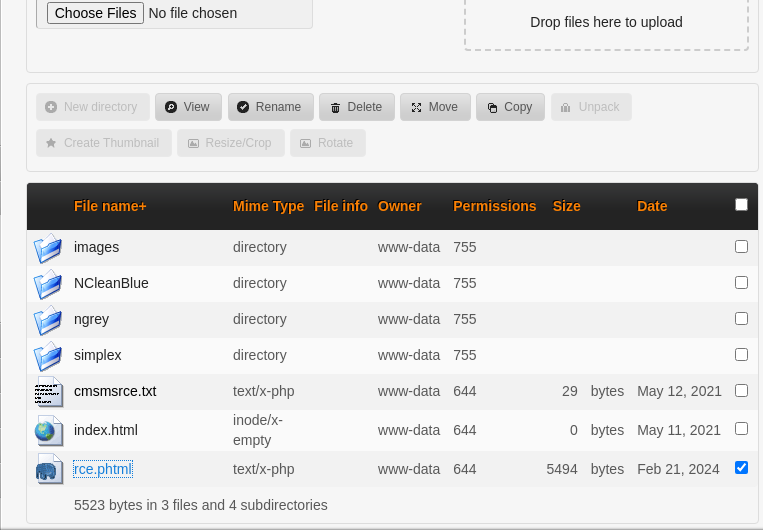 Choose Files No file chosen
Drop files here to upload
New directory View Rename Delete Move Copy Unpack
Create Thumbnail Resize/Crop Rotate
File name+ Mime Type File info Owner Permissions Size Date
images directory www-data 755
NCleanBlue directory www-data 755
ngrey directory www-data 755
simplex directory www-data 755
cmsmsrce.txt text/x-php www-data 644 29 bytes May 12, 2021
index.html inode/x-empty www-data 644 0 bytes May 11, 2021
rce.phtml text/x-php www-data 644 5494 bytes Feb 21, 2024
5523 bytes in 3 files and 4 subdirectories